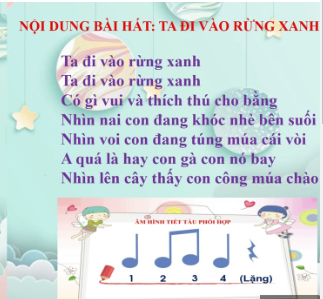 NỘI DUNG BÀI HÁT: TA ĐI VÀO RỪNG XANH
Ta đi vào rừng xanh
Ta đi vào rừng xanh
Có gì vui và thích thú cho bằng
Nhìn nai con đang khóc nhè bên suối
Nhìn voi con đang túng múa cái vòi
A quá là hay con gà con nó bay
Nhìn lên cây thấy con công múa chào
ÂM HÌNH TIẾT TẤU PHỐI HỢP
1 2 3 4 (Lặng)